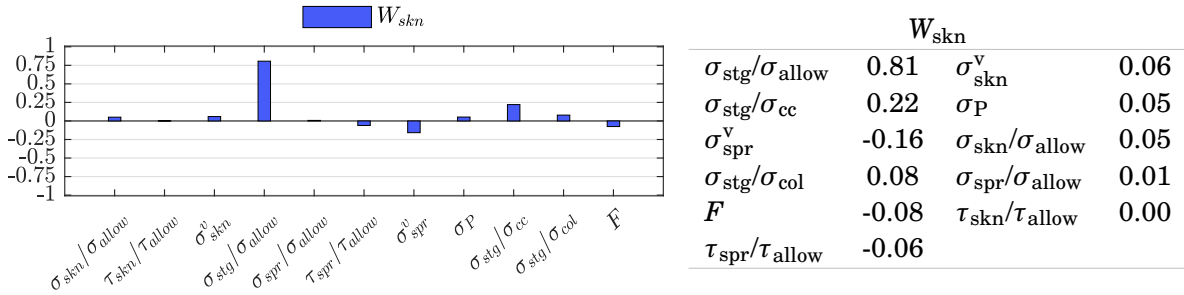 W_skn
1
0.75
0.5
0.25
0
-0.25
-0.5
-0.75
-1
σ_skn/σ_allow
τ_skn/τ_allow
σ^v_skn
σ_stg/σ_allow
σ_spr/σ_allow
τ_spr/τ_allow
σ^v_spr
σ_P
σ_stg/σ_cc
σ_stg/σ_col
F
W_skn
σ_stg/σ_allow 0.81 σ^v_skn 0.06
σ_stg/σ_cc 0.22 σ_P 0.05
σ^v_spr -0.16 σ_skn/σ_allow 0.05
σ_stg/σ_col 0.08 σ_spr/σ_allow 0.01
F -0.08 τ_skn/τ_allow 0.00
τ_spr/τ_allow -0.06